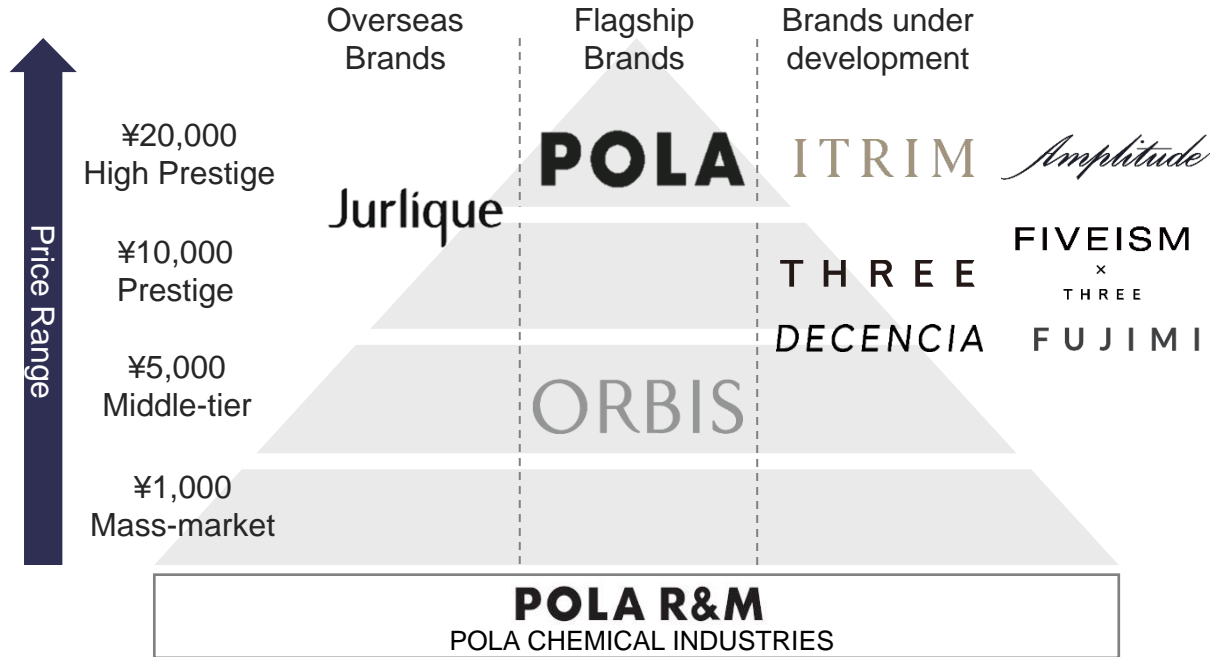 Overseas
Brands
Flagship
Brands
Brands under
development
Price Range
¥20,000
High Prestige
¥10,000
Prestige
¥5,000
Middle-tier
¥1,000
Mass-market
Jurlique
POLA
ORBIS
ITRIM
Amplitude
THREE
FIVEISM
×
THREE
DECENCIA
FUJIMI
POLA R&M
POLA CHEMICAL INDUSTRIES